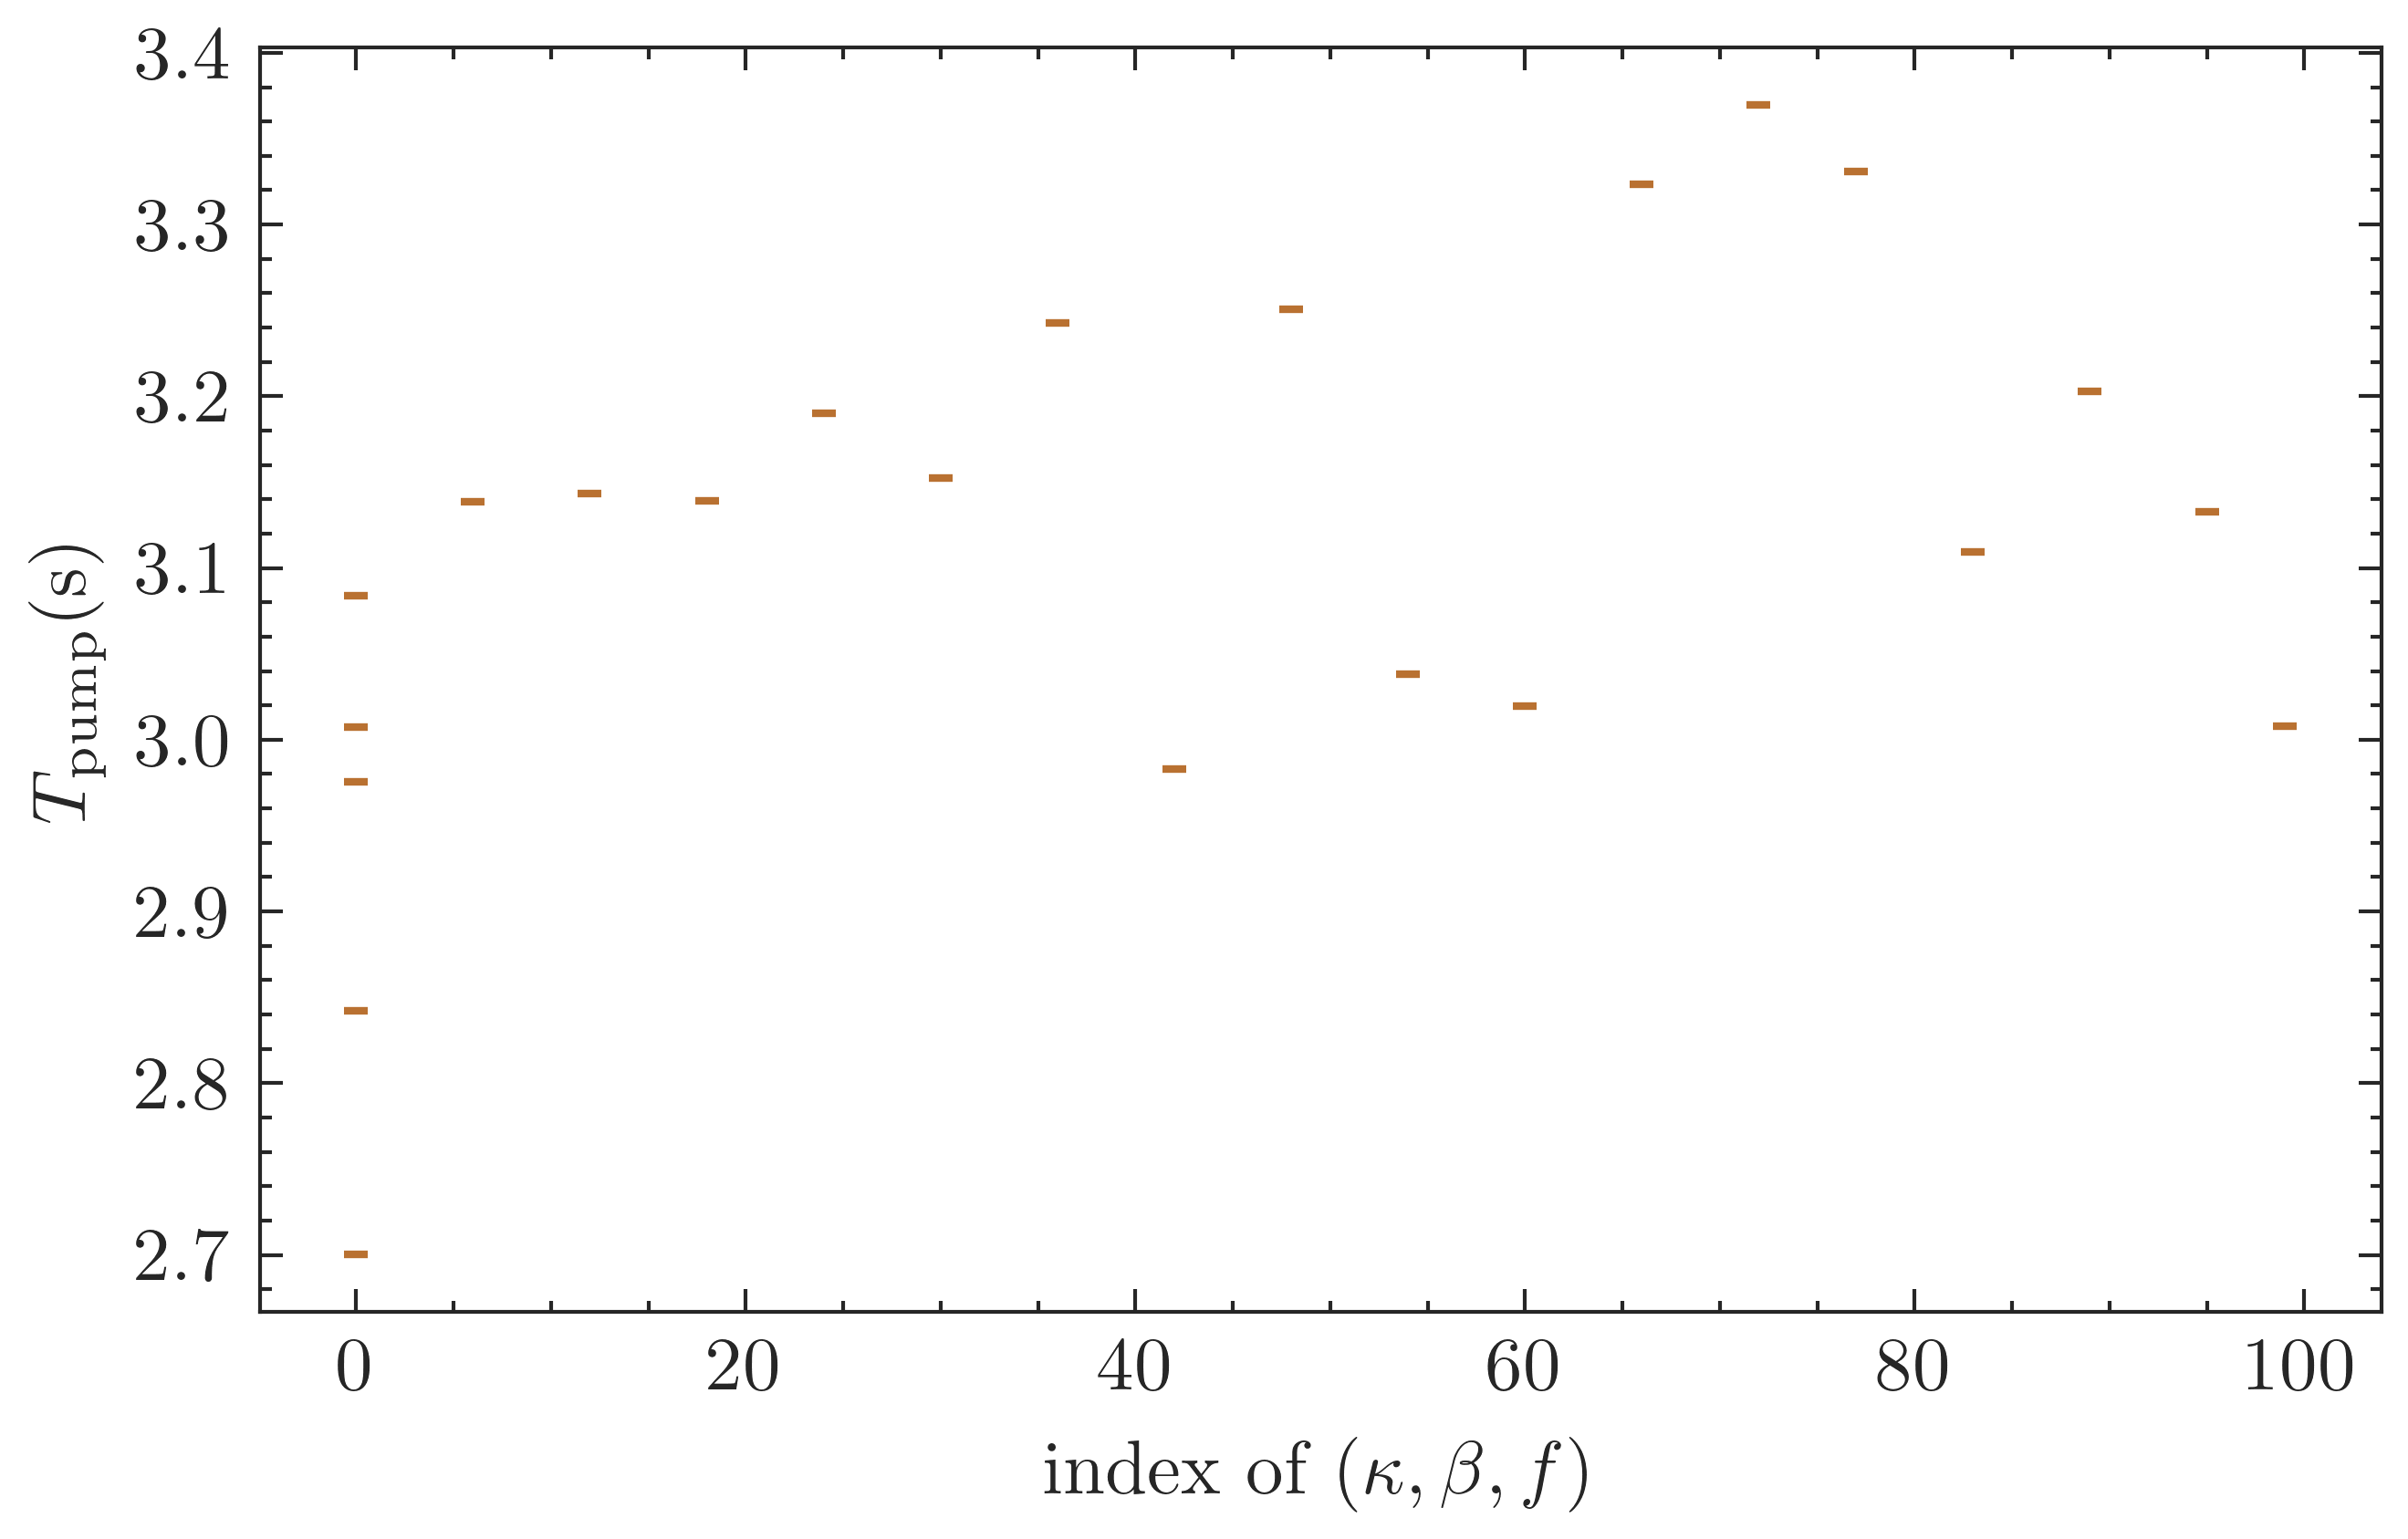 3.4
3.3
3.2
3.1
3.0
2.9
2.8
2.7
T_pump(s)
0 20 40 60 80 100
index of (κ, β, f)